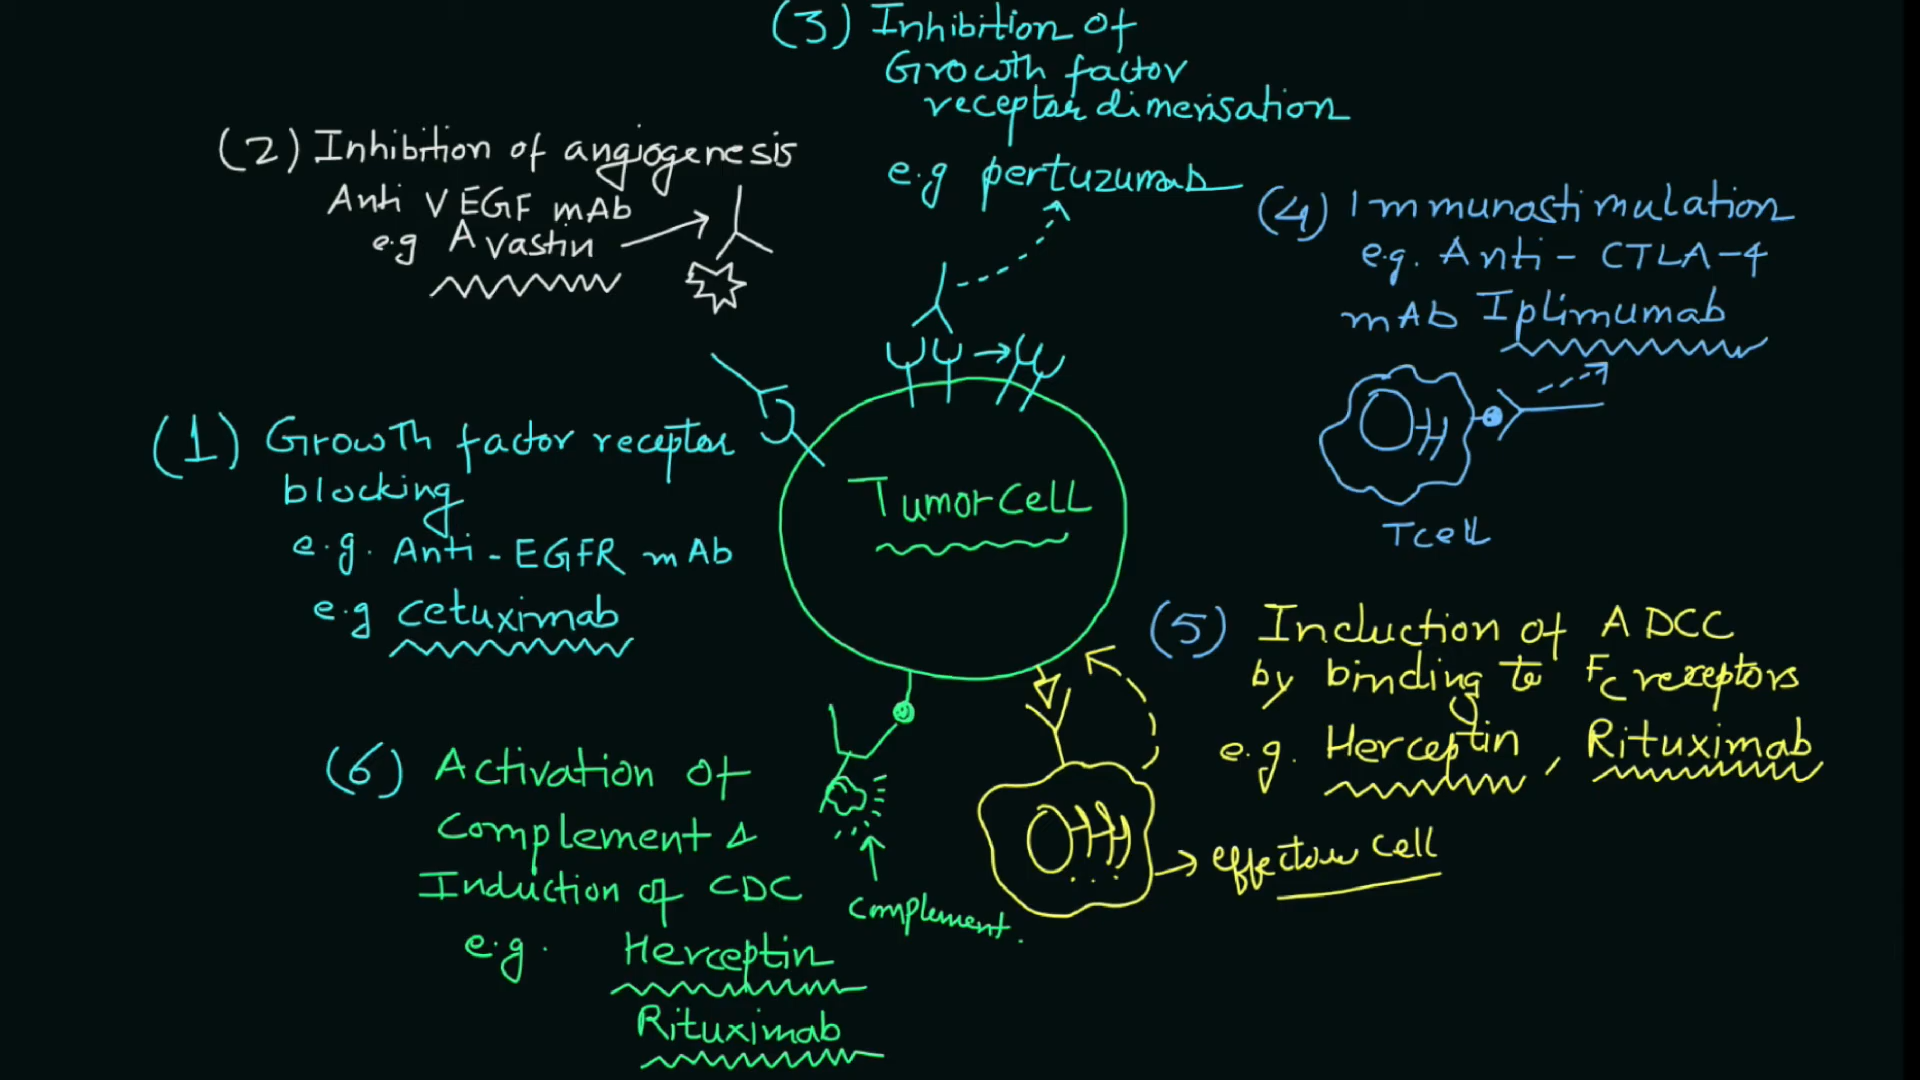 (3) Inhibition of
Growth factor
receptor dimerisation
e.g pertuzumab
(2) Inhibition of angiogenesis
Anti VEGF mAb
e.g Avastin
(4) Immunostimulation
e.g. Anti - CTLA-4
mAb Iplimumab
T cell
(1) Growth factor receptor
blocking
e.g. Anti - EGFR mAb
e.g cetuximab
Tumor cell
(5) Induction of ADCC
by binding to Fc receptors
e.g. Herceptin, Rituximab
effector cell
(6) Activation of
Complement &
Induction of CDC
e.g. Herceptin
Rituximab
complement.